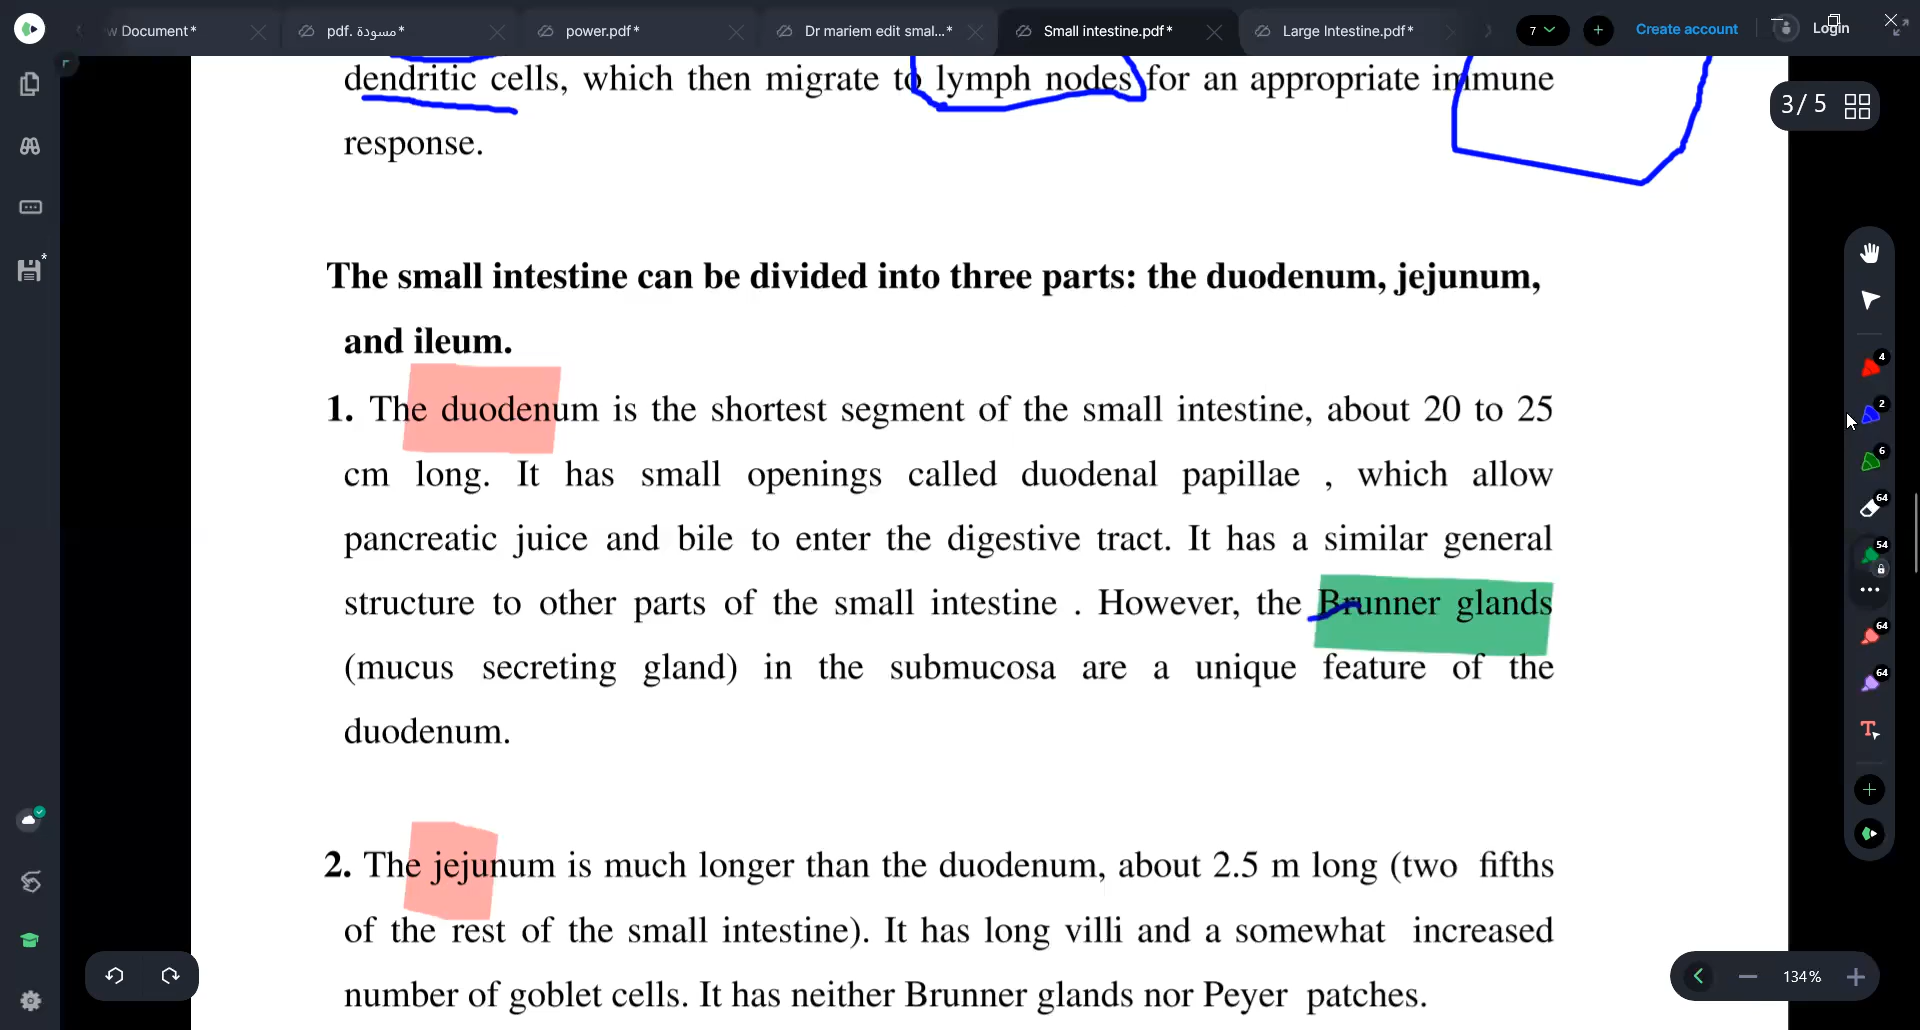 w Document*
pdf. مسودة*
power.pdf*
Dr mariem edit smal...*
Small intestine.pdf*
Large Intestine.pdf*
7
Create account
Login
3/ 5
dendritic cells, which then migrate to lymph nodes for an appropriate immune
response.
The small intestine can be divided into three parts: the duodenum, jejunum,
and ileum.
1. The duodenum is the shortest segment of the small intestine, about 20 to 25
cm long. It has small openings called duodenal papillae , which allow
pancreatic juice and bile to enter the digestive tract. It has a similar general
structure to other parts of the small intestine . However, the Brunner glands
(mucus secreting gland) in the submucosa are a unique feature of the
duodenum.
2. The jejunum is much longer than the duodenum, about 2.5 m long (two fifths
of the rest of the small intestine). It has long villi and a somewhat increased
number of goblet cells. It has neither Brunner glands nor Peyer patches.
4
2
6
64
54
64
64
T
134%